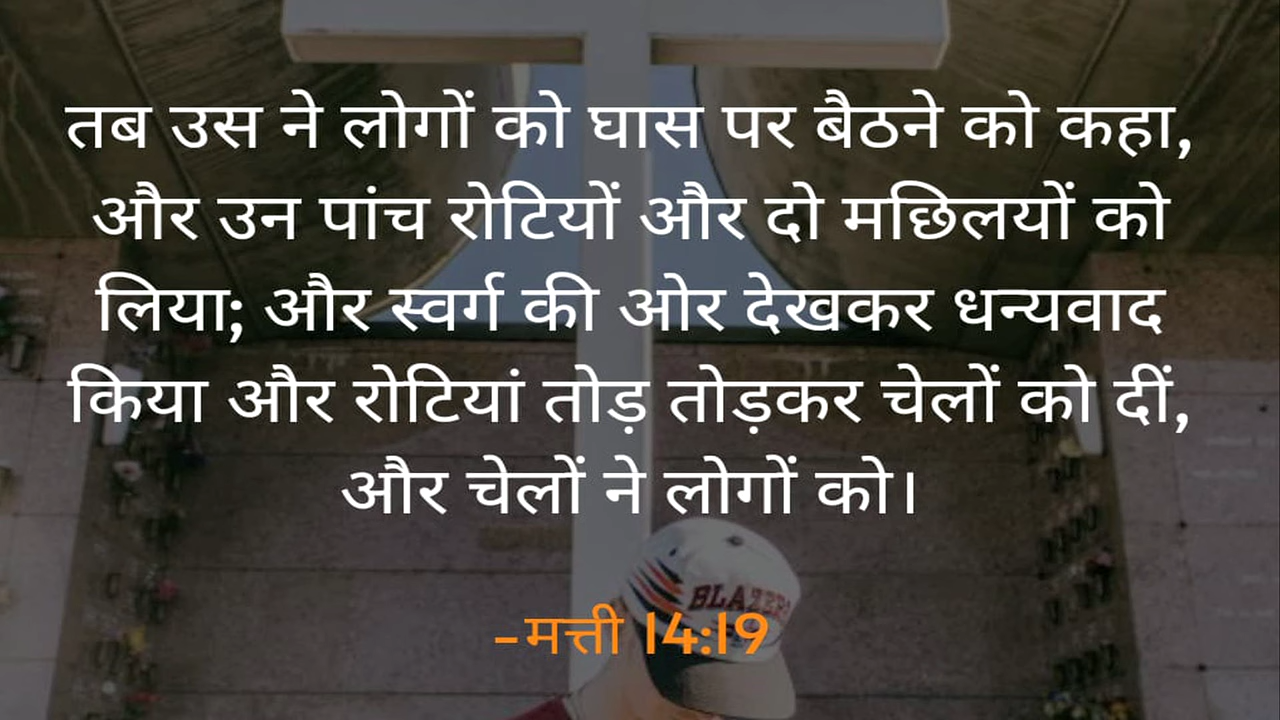 तब उस ने लोगों को घास पर बैठने को कहा,
और उन पांच रोटियों और दो मछिलयों को
लिया; और स्वर्ग की ओर देखकर धन्यवाद
किया और रोटियां तोड़ तोड़कर चेलों को दीं,
और चेलों ने लोगों को।
BLAZERS
-मत्ती 14:19